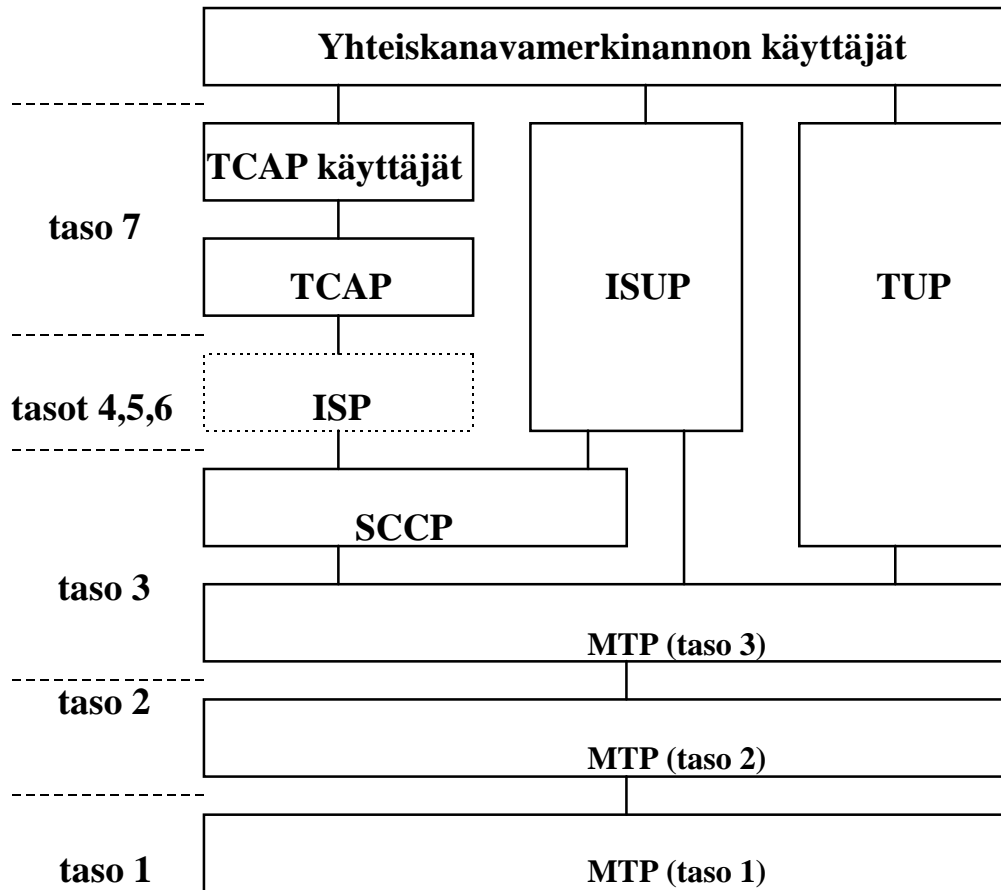 Yhteiskanavamerkinannon käyttäjät
TCAP käyttäjät
taso 7
TCAP
ISUP
TUP
tasot 4,5,6
ISP
SCCP
taso 3
MTP (taso 3)
taso 2
MTP (taso 2)
taso 1
MTP (taso 1)